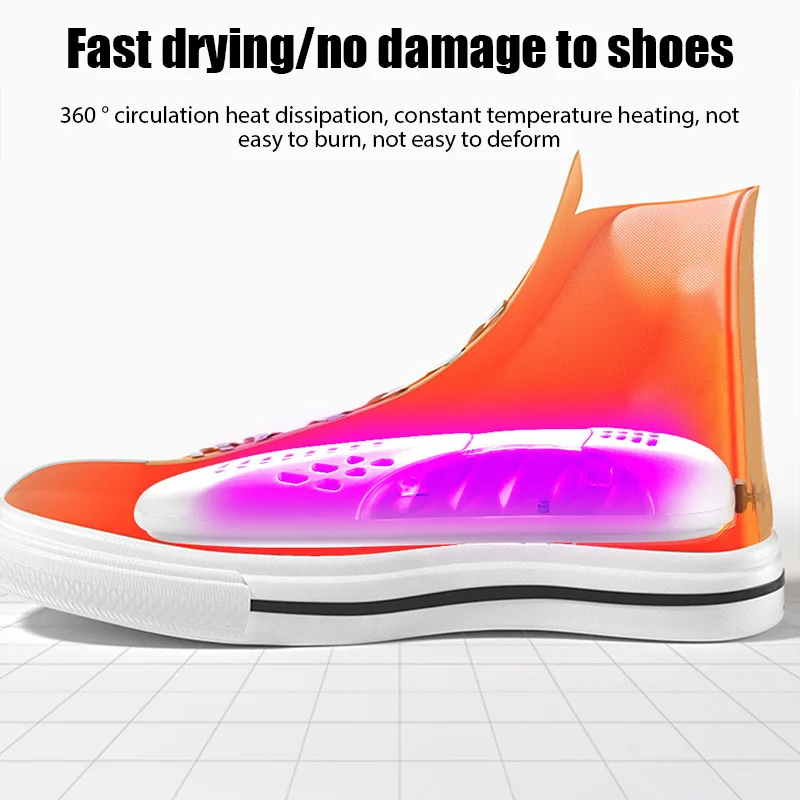 Fast drying/no damage to shoes
360 ° circulation heat dissipation, constant temperature heating, not
easy to burn, not easy to deform